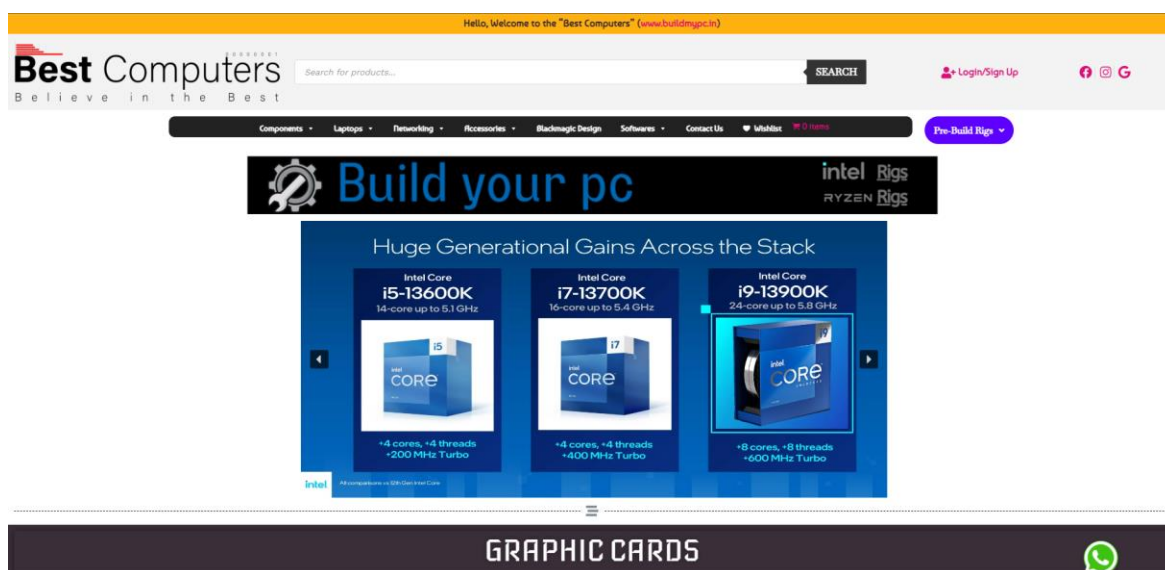 Hello, Welcome to the "Best Computers" (www.buildmypc.in)
Best Computers
Believe in the Best
Search for products...
SEARCH
Login/Sign Up
Components
Laptops
Networking
Accessories
Blackmagic Design
Softwares
Contact Us
Wishlist
0 items
Pre-Build Rigs
Build your pc
intel Rigs
RYZEN Rigs
Huge Generational Gains Across the Stack
Intel Core
i5-13600K
14-core up to 5.1 GHz
i5
intel
CORE
+4 cores, +4 threads
+200 MHz Turbo
Intel Core
i7-13700K
16-core up to 5.4 GHz
i7
intel
CORE
+4 cores, +4 threads
+400 MHz Turbo
Intel Core
i9-13900K
24-core up to 5.8 GHz
i9
intel
CORE
+8 cores, +8 threads
+600 MHz Turbo
intel
All comparisons vs 12th Gen Intel Core
GRAPHIC CARDS